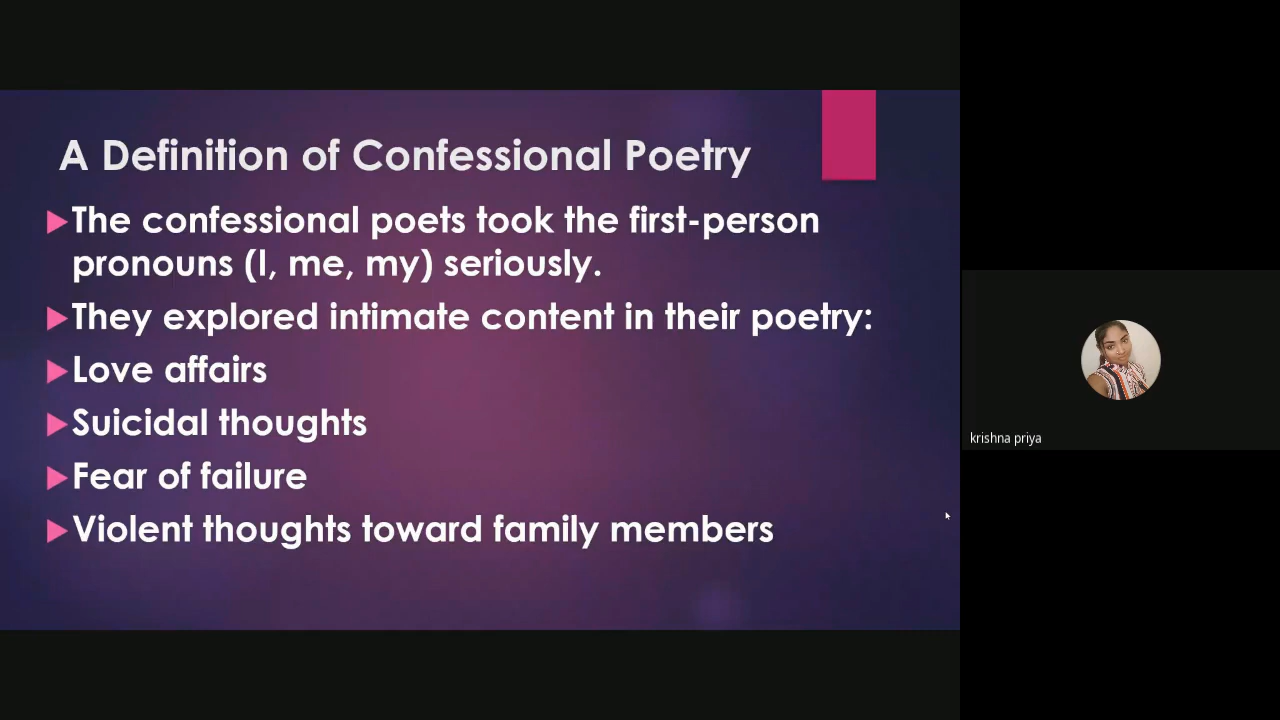 A Definition of Confessional Poetry
▶The confessional poets took the first-person
pronouns (I, me, my) seriously.
▶They explored intimate content in their poetry:
▶Love affairs
▶Suicidal thoughts
▶Fear of failure
▶Violent thoughts toward family members
krishna priya